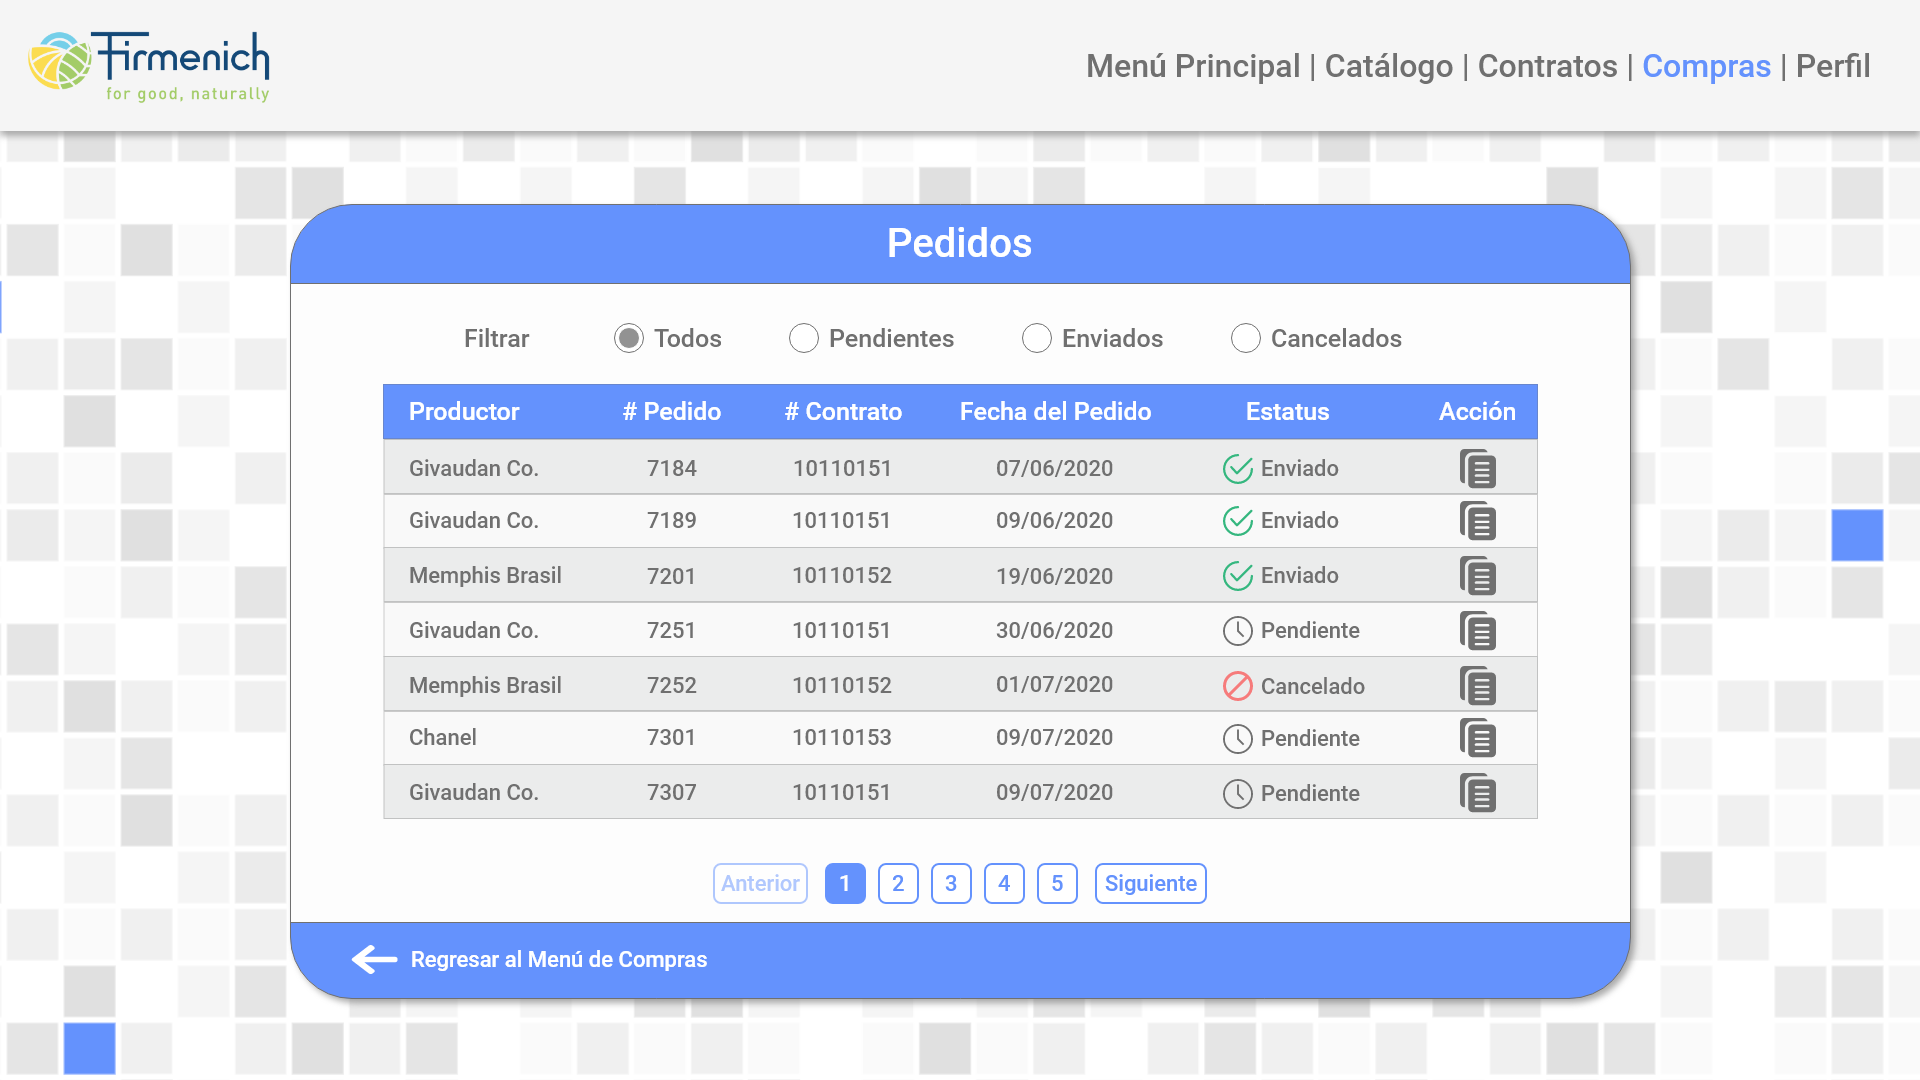 Firmenich
for good, naturally
Menú Principal | Catálogo | Contratos | Compras | Perfil
Pedidos
Filtrar Todos Pendientes Enviados Cancelados
Productor # Pedido # Contrato Fecha del Pedido Estatus Acción
Givaudan Co. 7184 10110151 07/06/2020 Enviado
Givaudan Co. 7189 10110151 09/06/2020 Enviado
Memphis Brasil 7201 10110152 19/06/2020 Enviado
Givaudan Co. 7251 10110151 30/06/2020 Pendiente
Memphis Brasil 7252 10110152 01/07/2020 Cancelado
Chanel 7301 10110153 09/07/2020 Pendiente
Givaudan Co. 7307 10110151 09/07/2020 Pendiente
Anterior 1 2 3 4 5 Siguiente
Regresar al Menú de Compras